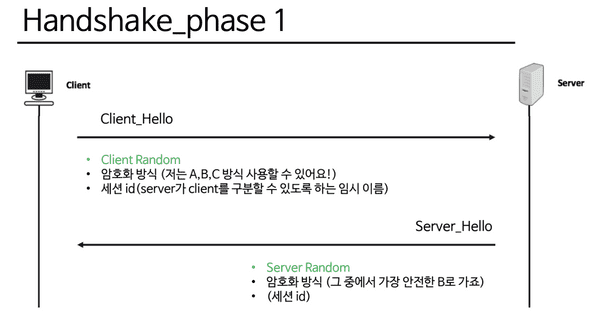 Handshake_phase 1
Client
Server
Client_Hello
• Client Random
• 암호화 방식 (저는 A,B,C 방식 사용할 수 있어요!)
• 세션 id(server가 client를 구분할 수 있도록 하는 임시 이름)
Server_Hello
• Server Random
• 암호화 방식 (그 중에서 가장 안전한 B로 가죠)
• (세션 id)